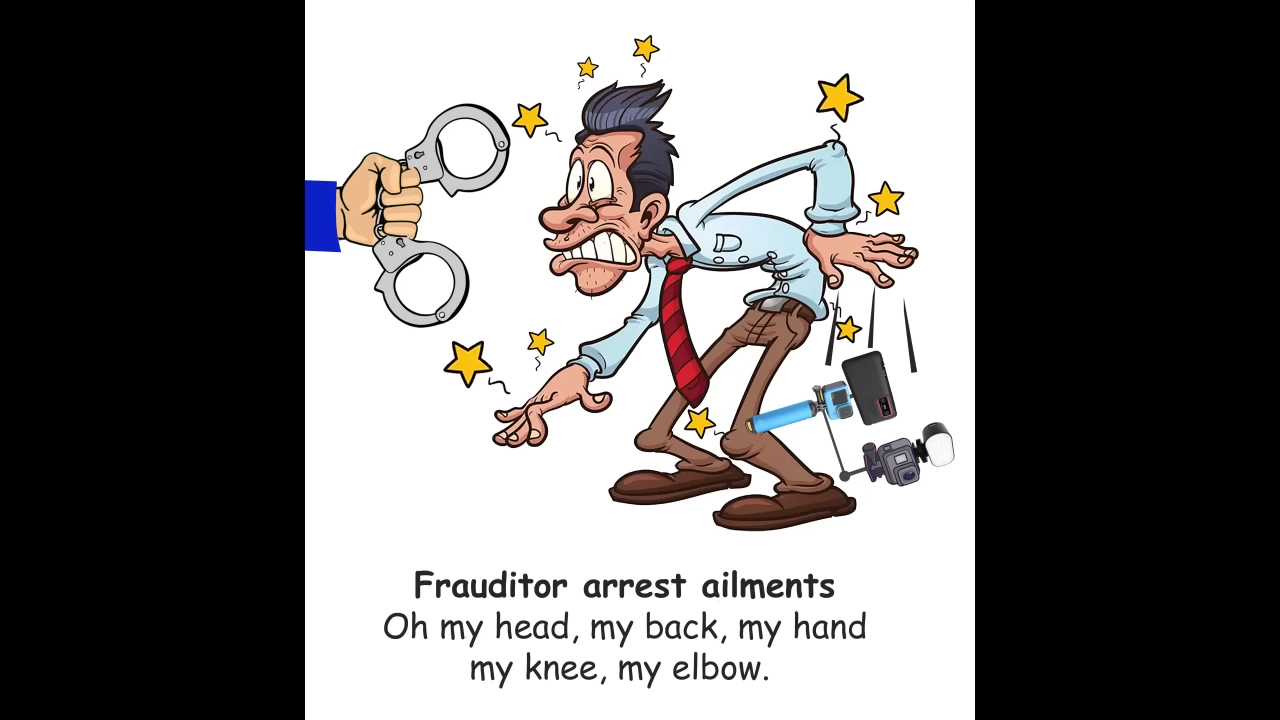 Frauditor arrest ailments
Oh my head, my back, my hand
my knee, my elbow.